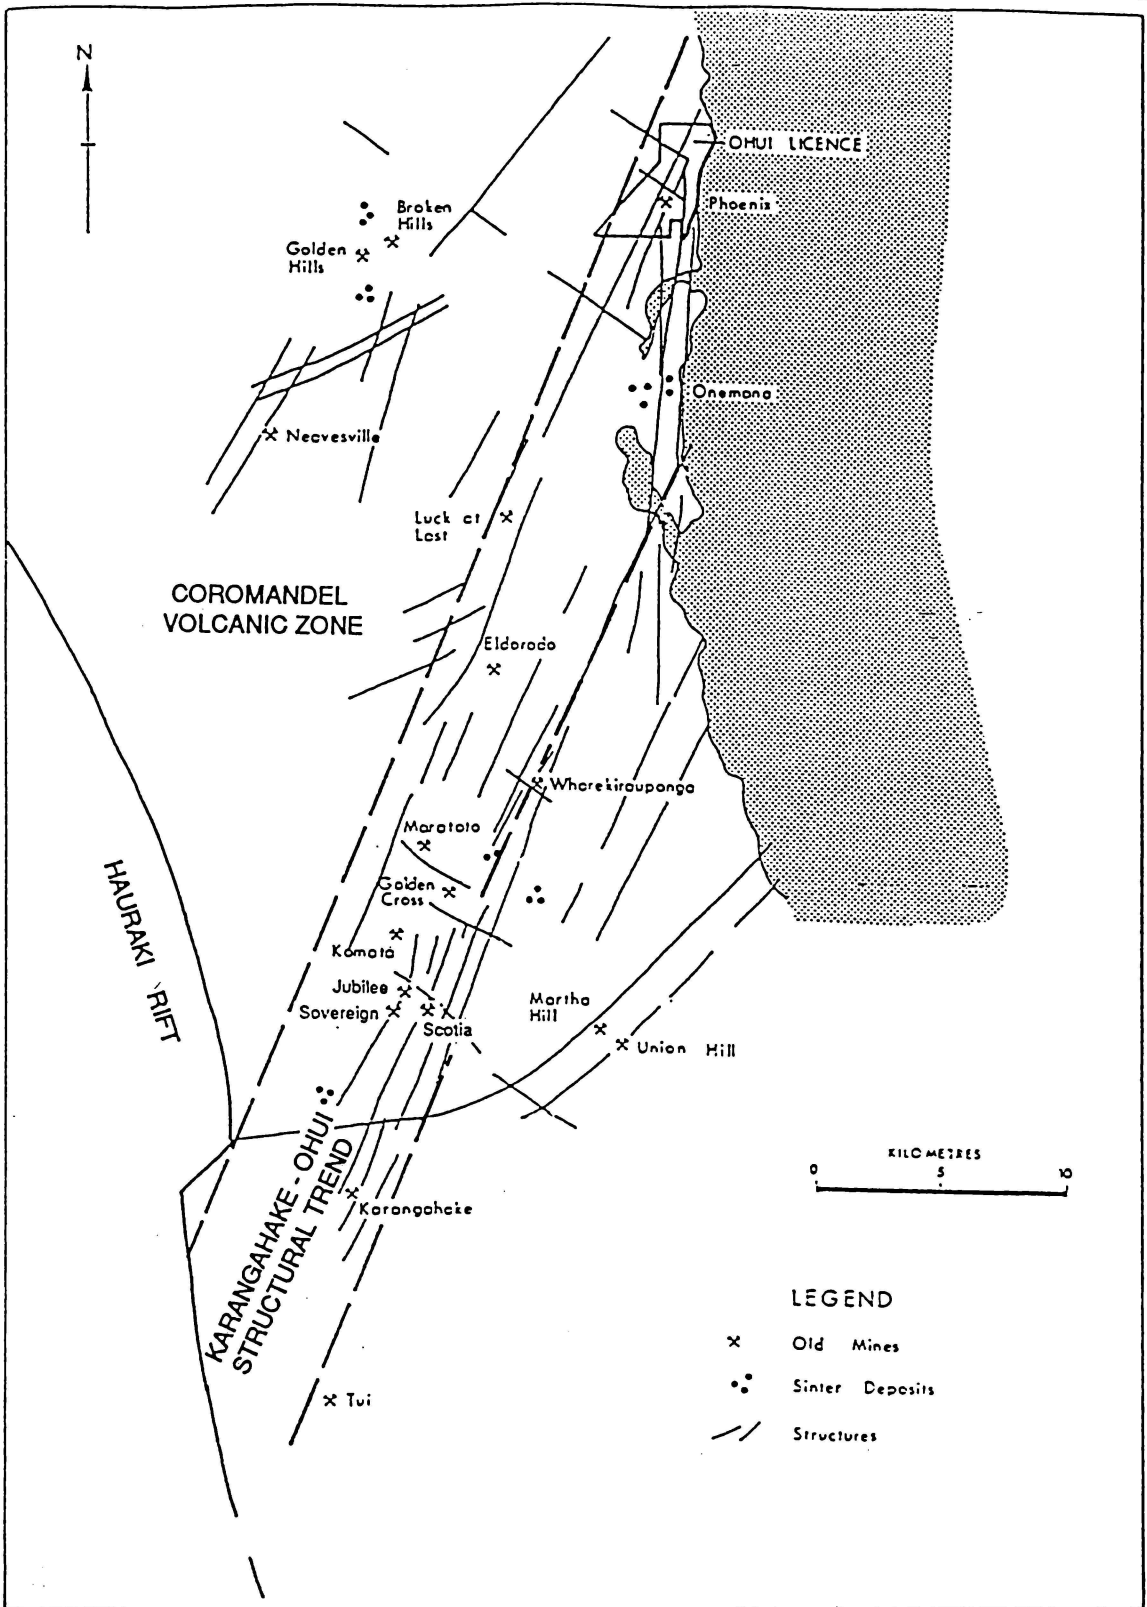 N
OHUI LICENCE
Phoenix
Broken
Hills
Golden
Hills
Onemana
Neavesville
Luck at
Last
COROMANDEL
VOLCANIC ZONE
Eldorado
Wharekirauponga
Maratoto
Golden
Cross
HAURAKI RIFT
Komata
Jubilee
Sovereign
Scotia
Martha
Hill
Union Hill
KARANGAHAKE - OHUI
STRUCTURAL TREND
Karangahake
KILOMETRES
0 5 10
LEGEND
Old Mines
Sinter Deposits
Structures
Tui